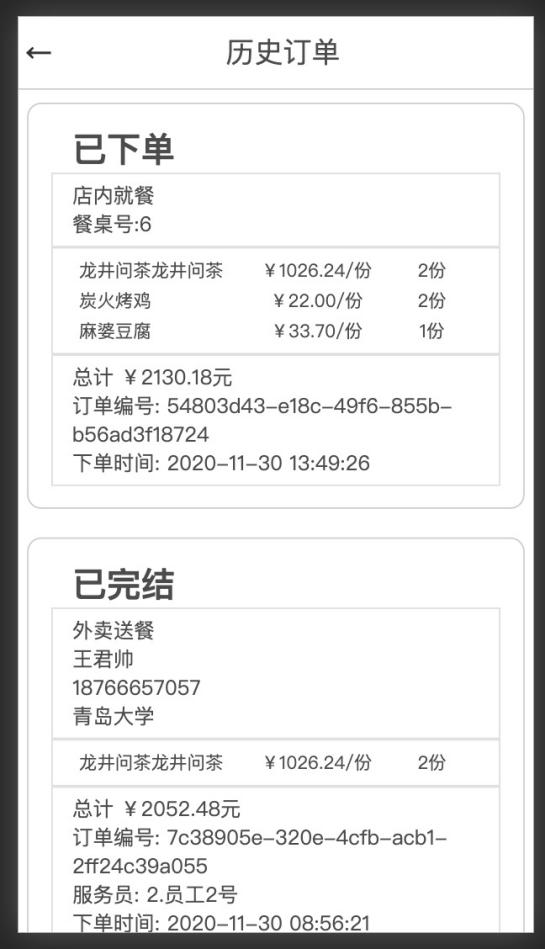 ←
历史订单
已下单
店内就餐
餐桌号:6
龙井问茶龙井问茶 ￥1026.24/份 2份
炭火烤鸡 ￥22.00/份 2份
麻婆豆腐 ￥33.70/份 1份
总计 ￥2130.18元
订单编号: 54803d43-e18c-49f6-855b-
b56ad3f18724
下单时间: 2020-11-30 13:49:26
已完结
外卖送餐
王君帅
18766657057
青岛大学
龙井问茶龙井问茶 ￥1026.24/份 2份
总计 ￥2052.48元
订单编号: 7c38905e-320e-4cfb-acb1-
2ff24c39a055
服务员: 2.员工2号
下单时间: 2020-11-30 08:56:21